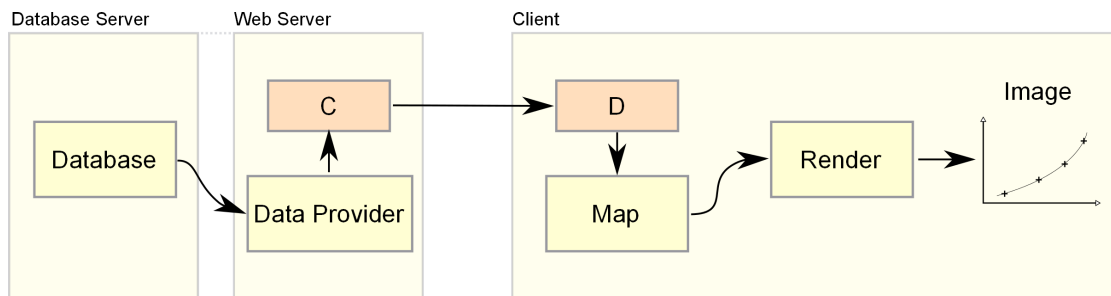 Database Server
Web Server
Client
Database
C
Data Provider
D
Map
Render
Image